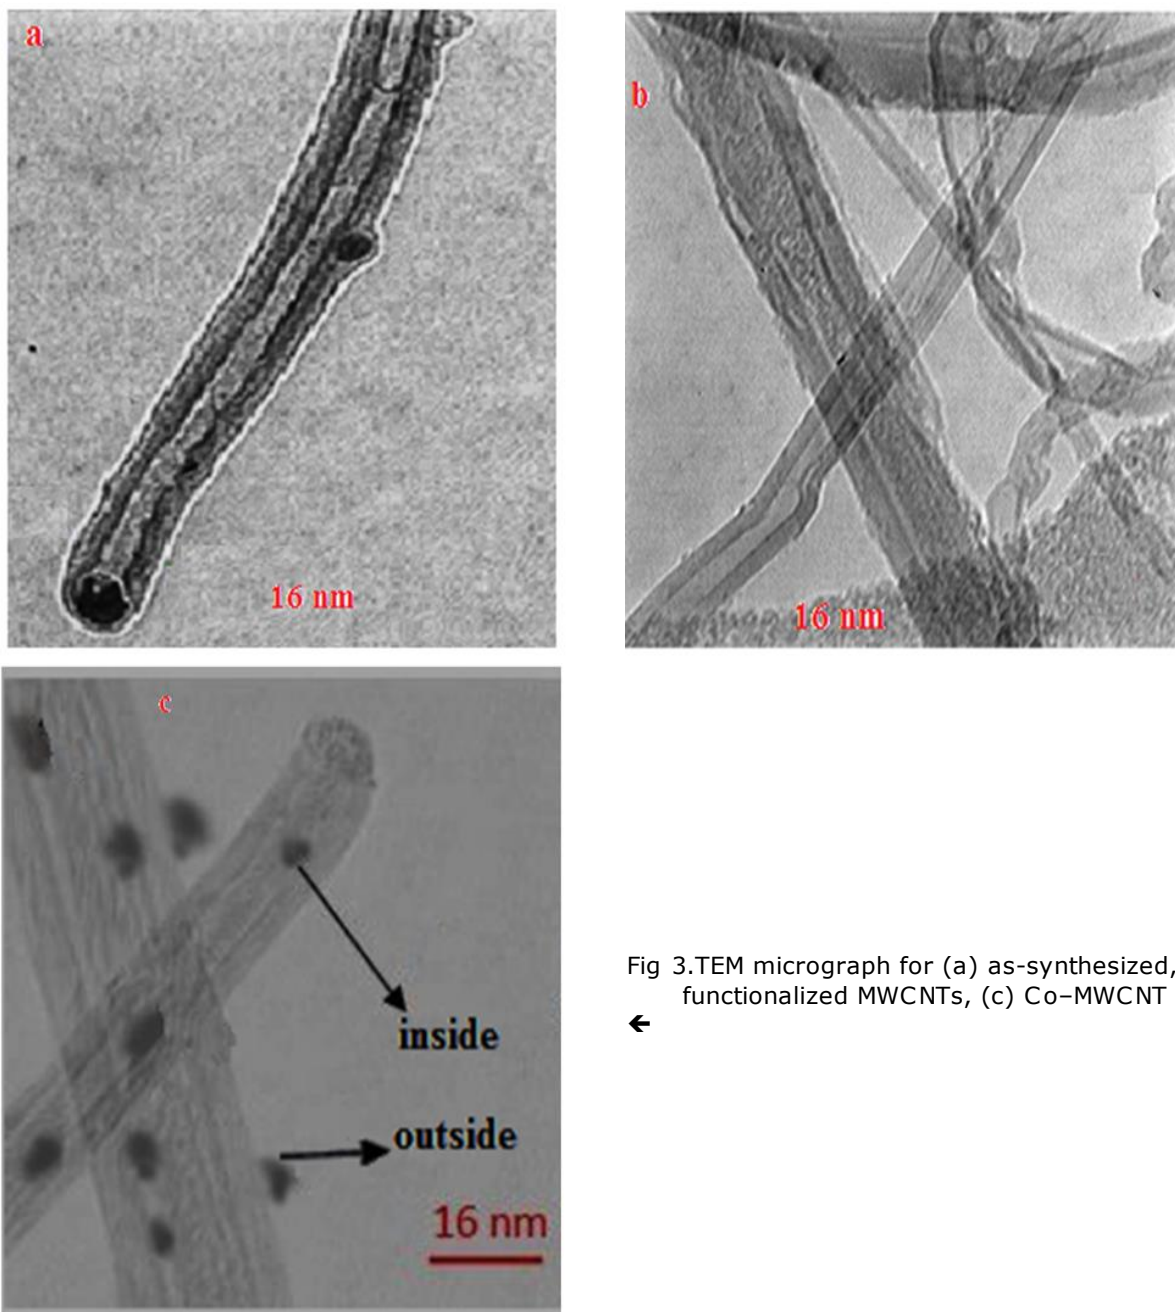 a
16 nm
b
16 nm
c
inside
outside
16 nm
Fig 3.TEM micrograph for (a) as-synthesized,
functionalized MWCNTs, (c) Co–MWCNT